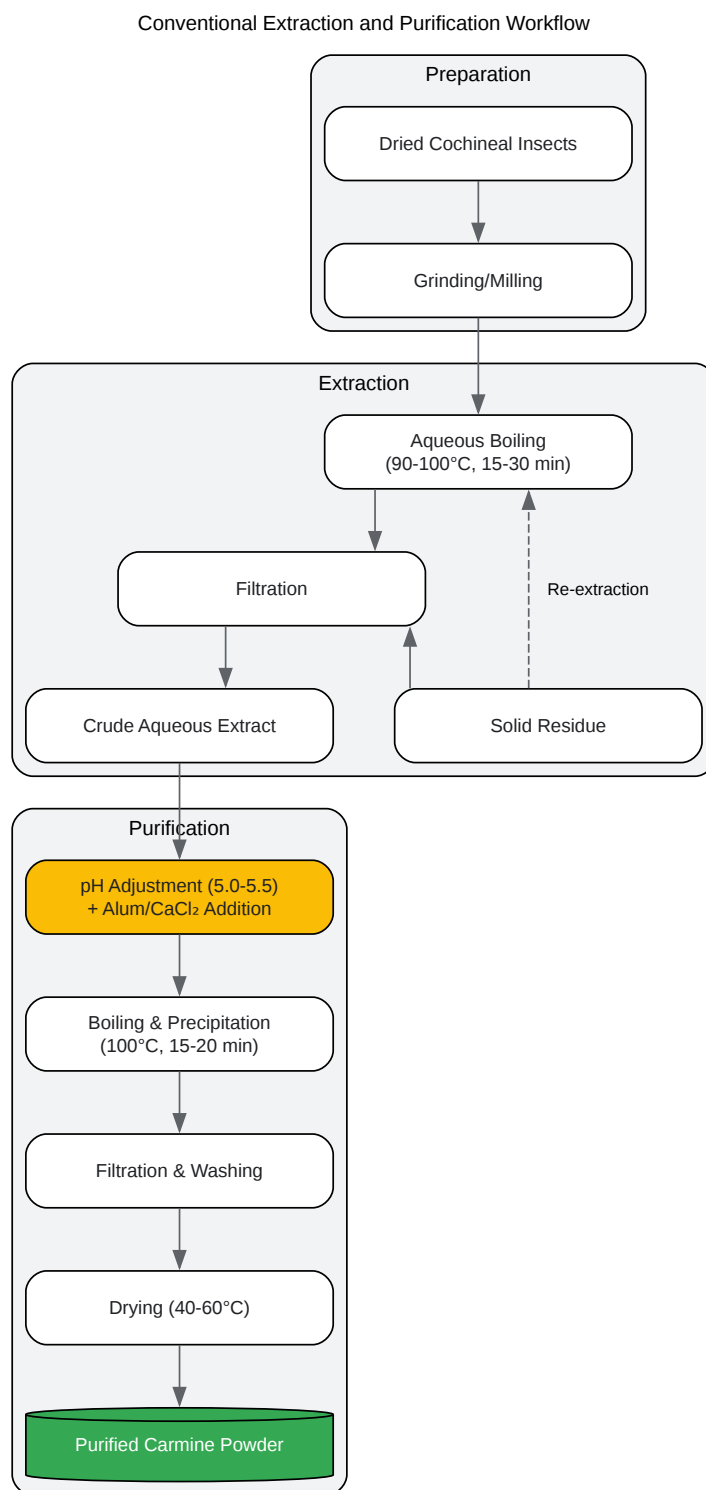 Conventional Extraction and Purification Workflow
Preparation
Dried Cochineal Insects
Grinding/Milling
Extraction
Aqueous Boiling
(90-100°C, 15-30 min)
Filtration
Re-extraction
Crude Aqueous Extract
Solid Residue
Purification
pH Adjustment (5.0-5.5)
+ Alum/CaCl₂ Addition
Boiling & Precipitation
(100°C, 15-20 min)
Filtration & Washing
Drying (40-60°C)
Purified Carmine Powder